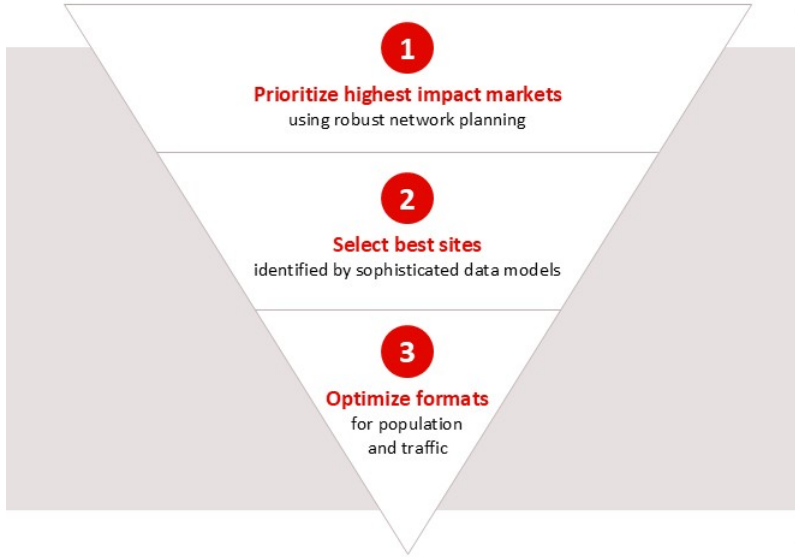 1
Prioritize highest impact markets
using robust network planning
2
Select best sites
identified by sophisticated data models
3
Optimize formats
for population
and traffic